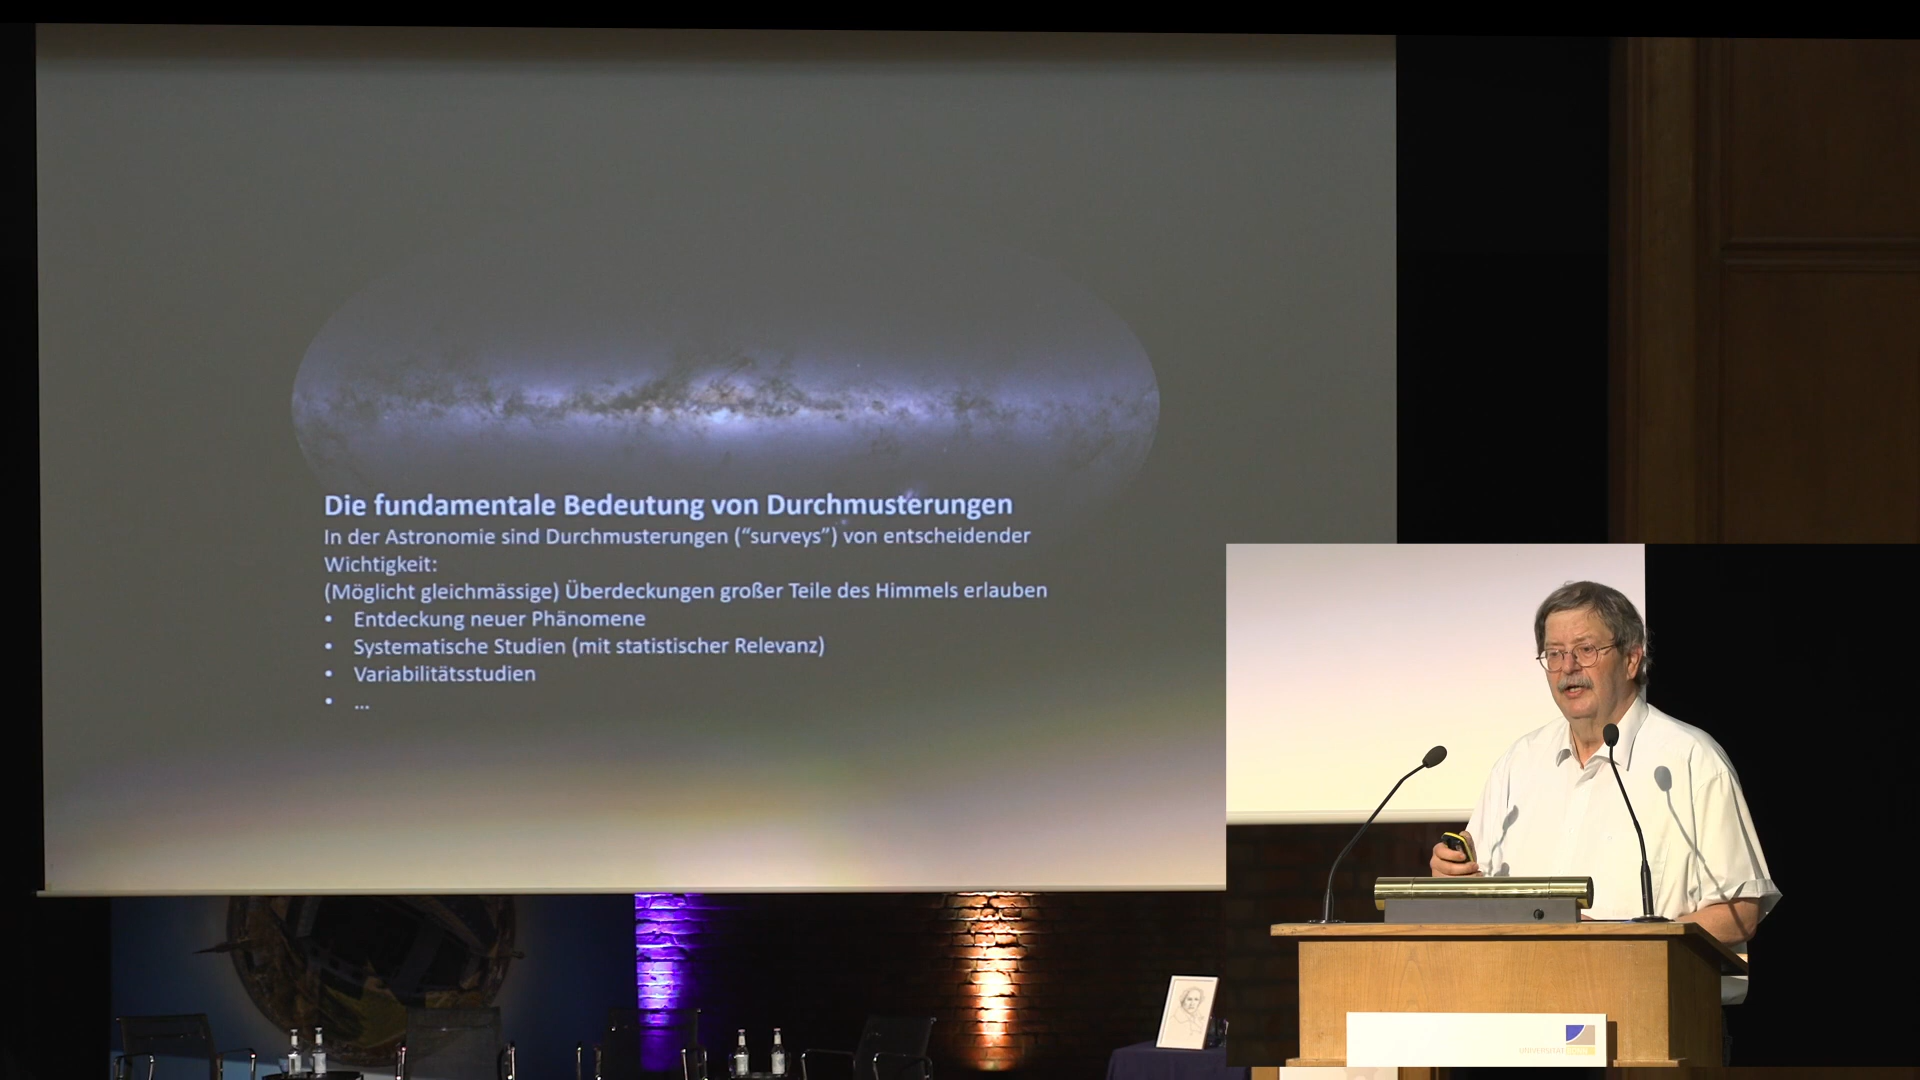 Die fundamentale Bedeutung von Durchmusterungen
In der Astronomie sind Durchmusterungen (“surveys”) von entscheidender
Wichtigkeit:
(Möglicht gleichmässige) Überdeckungen großer Teile des Himmels erlauben
• Entdeckung neuer Phänomene
• Systematische Studien (mit statistischer Relevanz)
• Variabilitätsstudien
• ...
UNIVERSITÄT